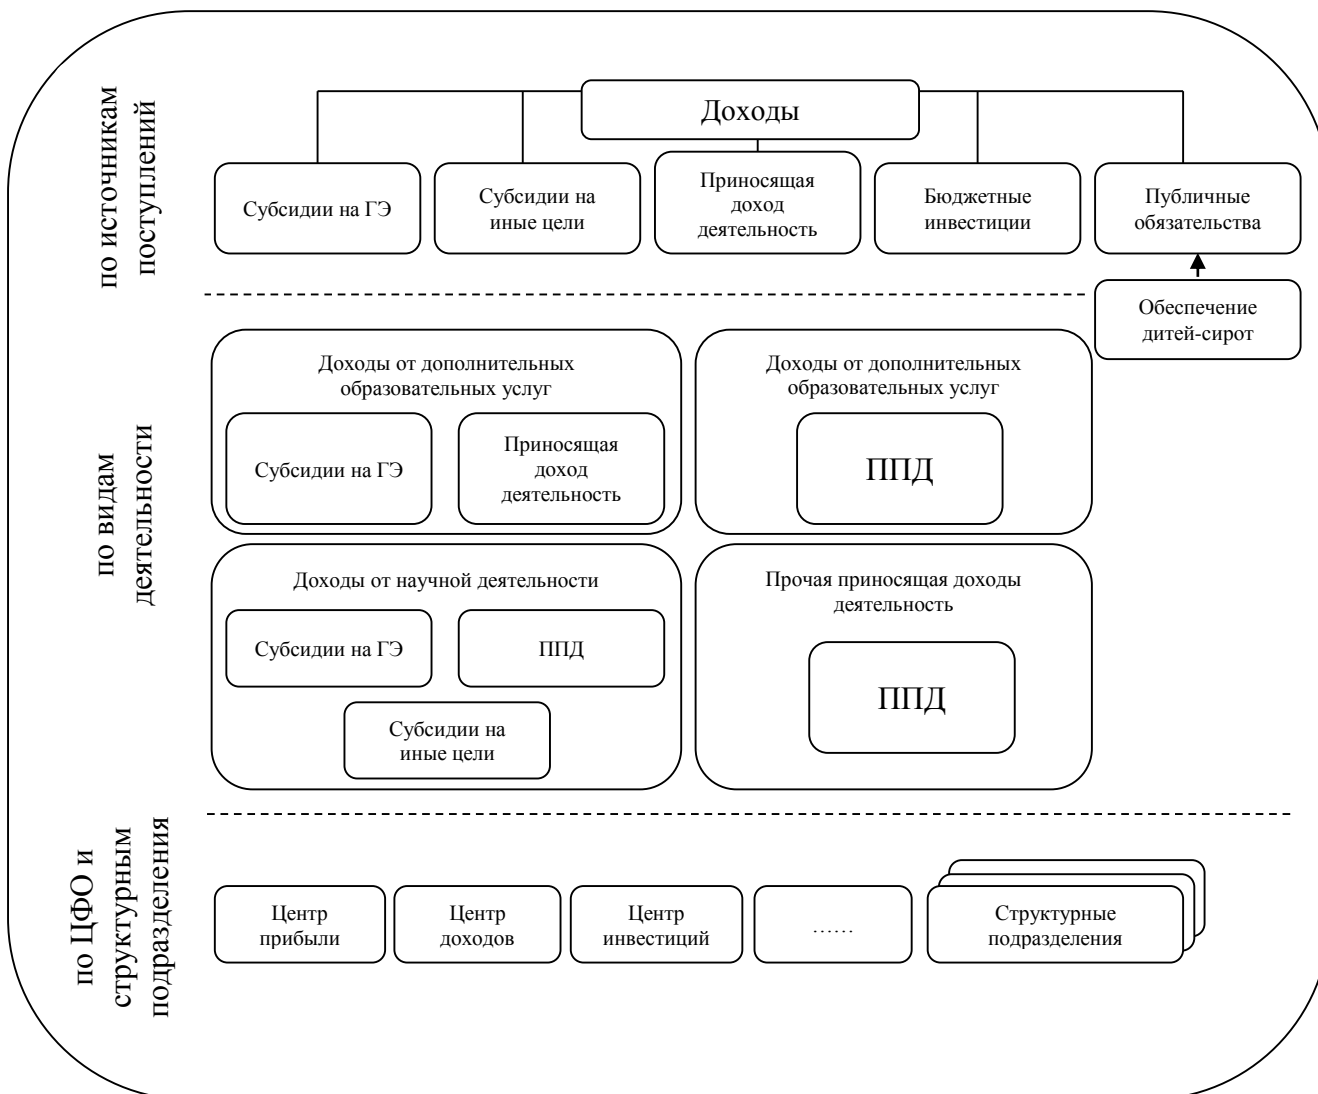 по источникам
поступлений
Доходы
Субсидии на ГЭ
Субсидии на
иные цели
Приносящая
доход
деятельность
Бюджетные
инвестиции
Публичные
обязательства
Обеспечение
дитей-сирот
по видам
деятельности
Доходы от дополнительных
образовательных услуг
Субсидии на ГЭ
Приносящая
доход
деятельность
Доходы от дополнительных
образовательных услуг
ППД
Доходы от научной деятельности
Субсидии на ГЭ
ППД
Субсидии на
иные цели
Прочая приносящая доходы
деятельность
ППД
по ЦФО и
структурным
подразделения
Центр
прибыли
Центр
доходов
Центр
инвестиций
……
Структурные
подразделения